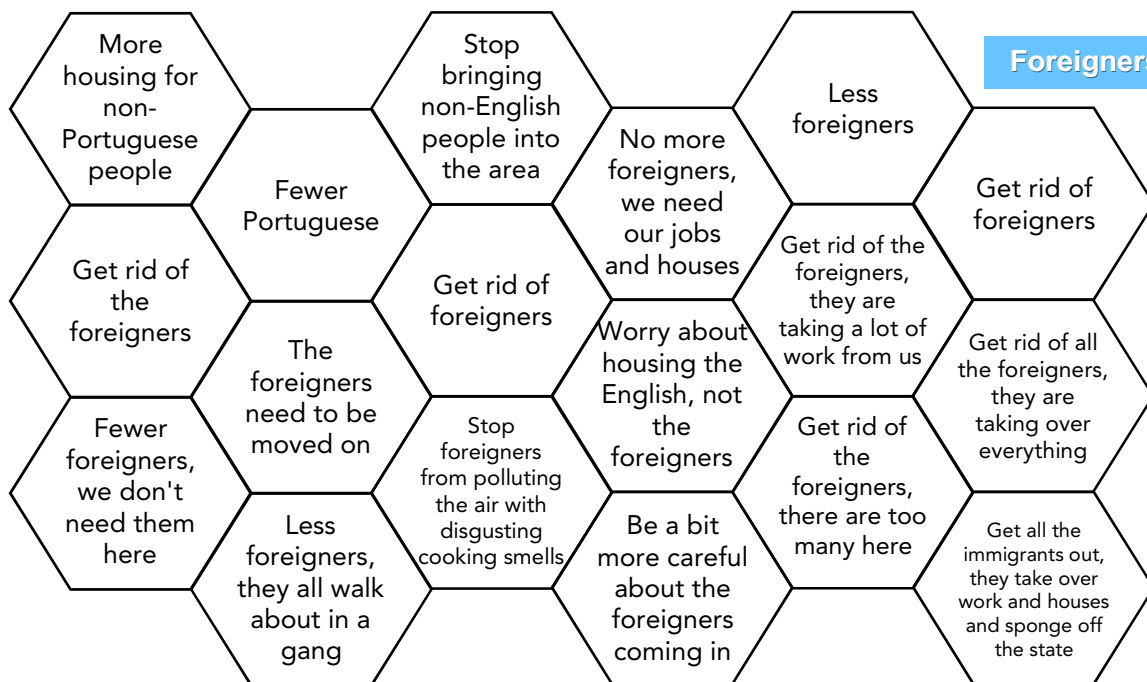 More
housing for
non-
Portuguese
people
Stop
bringing
non-English
people into
the area
Less
foreigners
Foreigners
Fewer
Portuguese
No more
foreigners,
we need
our jobs
and houses
Get rid of
foreigners
Get rid of
the
foreigners
Get rid of
foreigners
Get rid of the
foreigners,
they are
taking a lot of
work from us
The
foreigners
need to be
moved on
Worry about
housing the
English, not
the
foreigners
Get rid of all
the foreigners,
they are
taking over
everything
Fewer
foreigners,
we don't
need them
here
Stop
foreigners
from polluting
the air with
disgusting
cooking smells
Get rid of
the
foreigners,
there are too
many here
Less
foreigners,
they all walk
about in a
gang
Be a bit
more careful
about the
foreigners
coming in
Get all the
immigrants out,
they take over
work and houses
and sponge off
the state